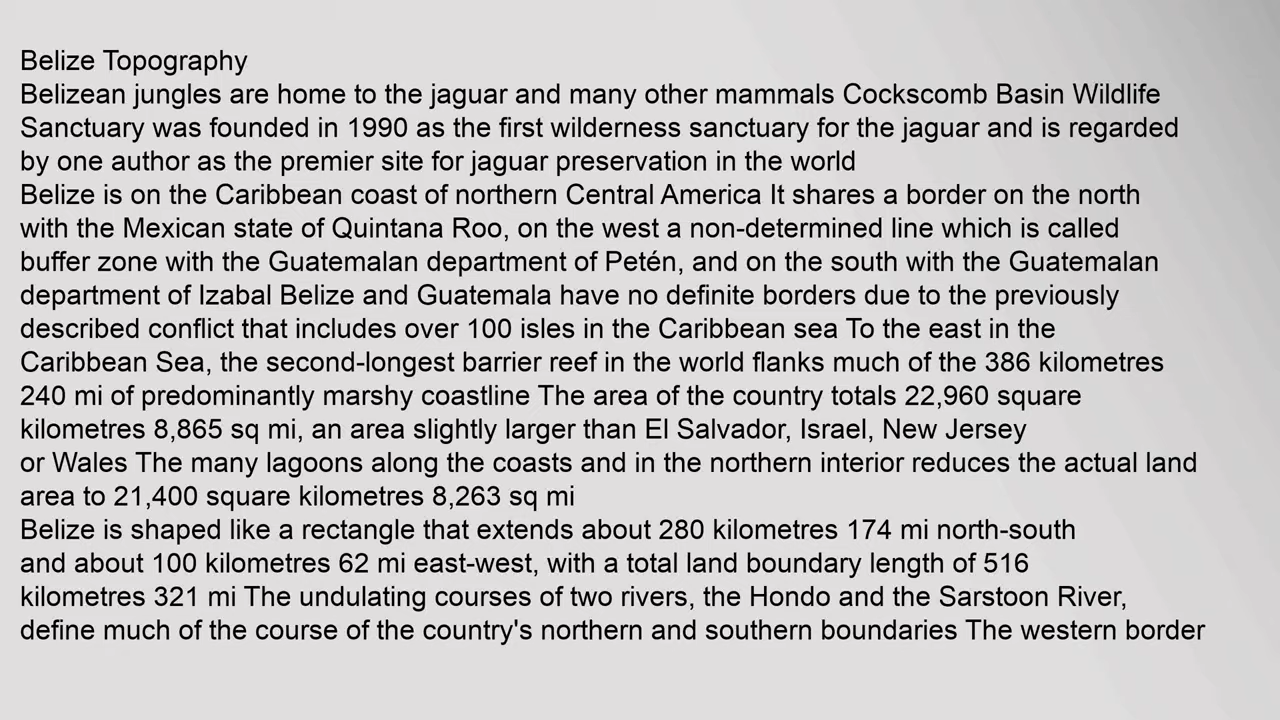 Belize Topography
Belizean jungles are home to the jaguar and many other mammals Cockscomb Basin Wildlife
Sanctuary was founded in 1990 as the first wilderness sanctuary for the jaguar and is regarded
by one author as the premier site for jaguar preservation in the world
Belize is on the Caribbean coast of northern Central America It shares a border on the north
with the Mexican state of Quintana Roo, on the west a non-determined line which is called
buffer zone with the Guatemalan department of Petén, and on the south with the Guatemalan
department of Izabal Belize and Guatemala have no definite borders due to the previously
described conflict that includes over 100 isles in the Caribbean sea To the east in the
Caribbean Sea, the second-longest barrier reef in the world flanks much of the 386 kilometres
240 mi of predominantly marshy coastline The area of the country totals 22,960 square
kilometres 8,865 sq mi, an area slightly larger than El Salvador, Israel, New Jersey
or Wales The many lagoons along the coasts and in the northern interior reduces the actual land
area to 21,400 square kilometres 8,263 sq mi
Belize is shaped like a rectangle that extends about 280 kilometres 174 mi north-south
and about 100 kilometres 62 mi east-west, with a total land boundary length of 516
kilometres 321 mi The undulating courses of two rivers, the Hondo and the Sarstoon River,
define much of the course of the country's northern and southern boundaries The western border